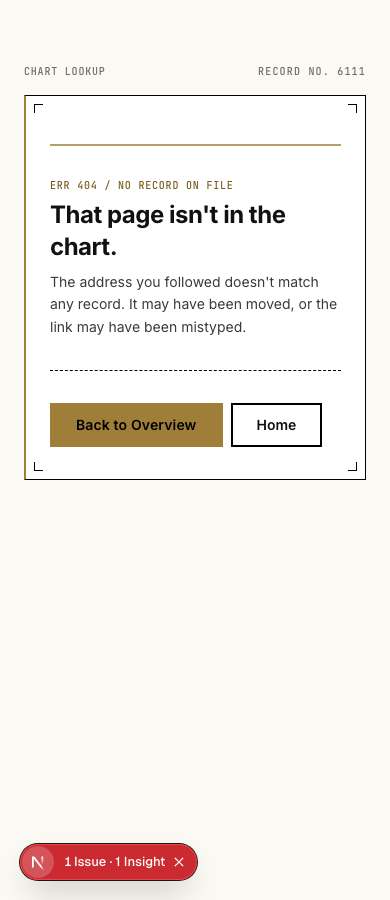 CHART LOOKUP RECORD NO. 6111
ERR 404 / NO RECORD ON FILE
That page isn't in the
chart.
The address you followed doesn't match
any record. It may have been moved, or the
link may have been mistyped.
Back to Overview Home
N 1 Issue · 1 Insight ×